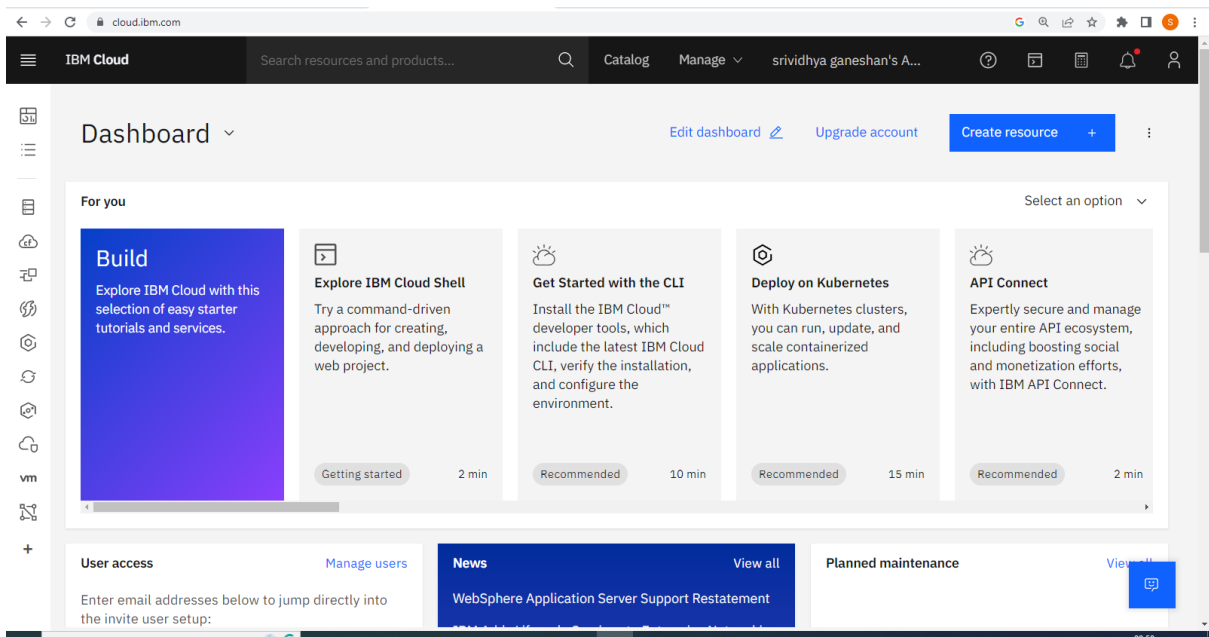 cloud.ibm.com
G
S
IBM Cloud
Search resources and products...
Catalog
Manage
srividhya ganeshan's A...
Dashboard
Edit dashboard
Upgrade account
Create resource +
For you
Select an option
Build
Explore IBM Cloud with this
selection of easy starter
tutorials and services.
Explore IBM Cloud Shell
Try a command-driven
approach for creating,
developing, and deploying a
web project.
Getting started
2 min
Get Started with the CLI
Install the IBM Cloud™
developer tools, which
include the latest IBM Cloud
CLI, verify the installation,
and configure the
environment.
Recommended
10 min
Deploy on Kubernetes
With Kubernetes clusters,
you can run, update, and
scale containerized
applications.
Recommended
15 min
API Connect
Expertly secure and manage
your entire API ecosystem,
including boosting social
and monetization efforts,
with IBM API Connect.
Recommended
2 min
cf
vm
User access
Manage users
Enter email addresses below to jump directly into
the invite user setup:
News
View all
WebSphere Application Server Support Restatement
Planned maintenance
View all